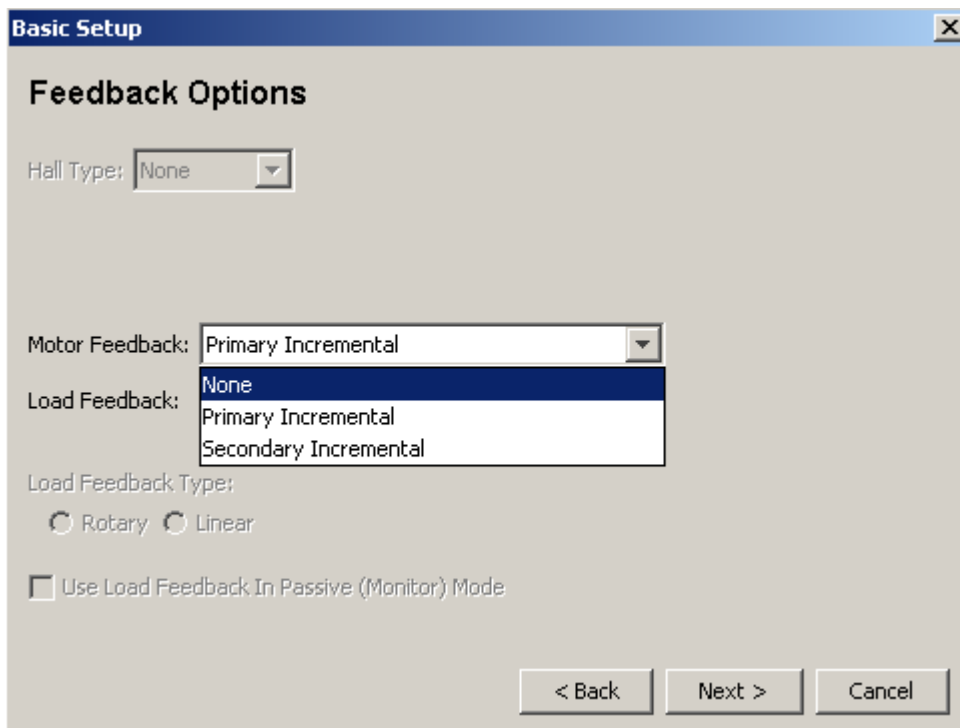 Basic Setup
Feedback Options
Hall Type: None
Motor Feedback: Primary Incremental
None
Load Feedback:
Primary Incremental
Secondary Incremental
Load Feedback Type:
Rotary Linear
Use Load Feedback In Passive (Monitor) Mode
< Back Next > Cancel